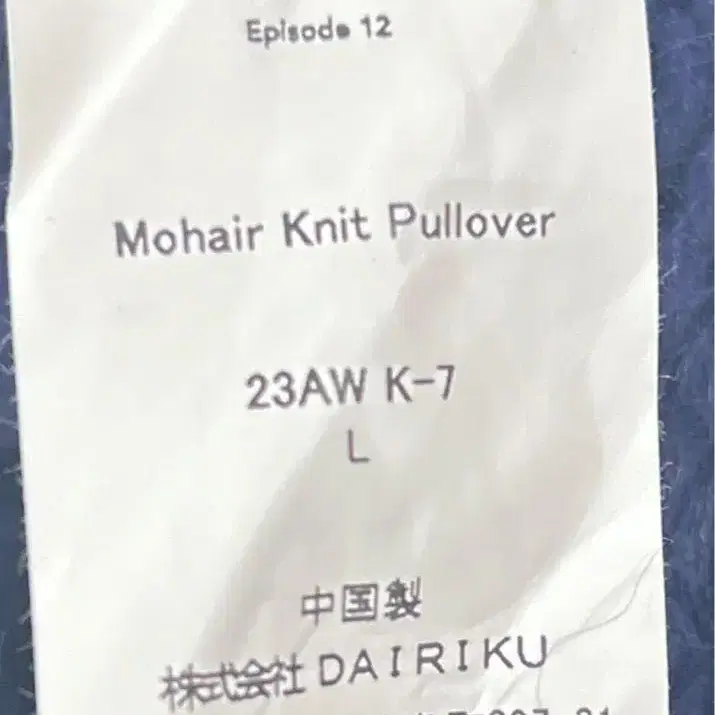 Episode 12
Mohair Knit Pullover
23AW K-7
L
中国製
株式会社 DAIRIKU